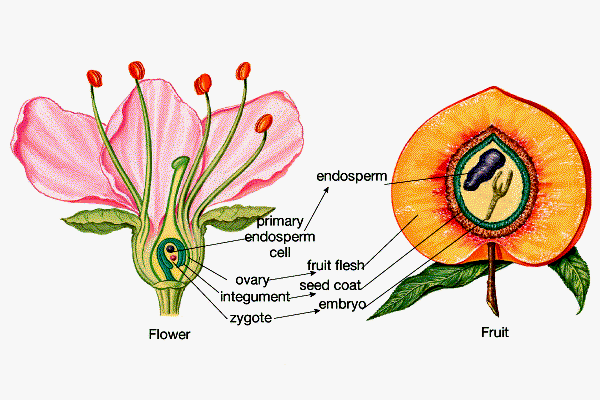 endosperm
primary
endosperm
cell
ovary
fruit flesh
integument
seed coat
zygote
embryo
Flower
Fruit